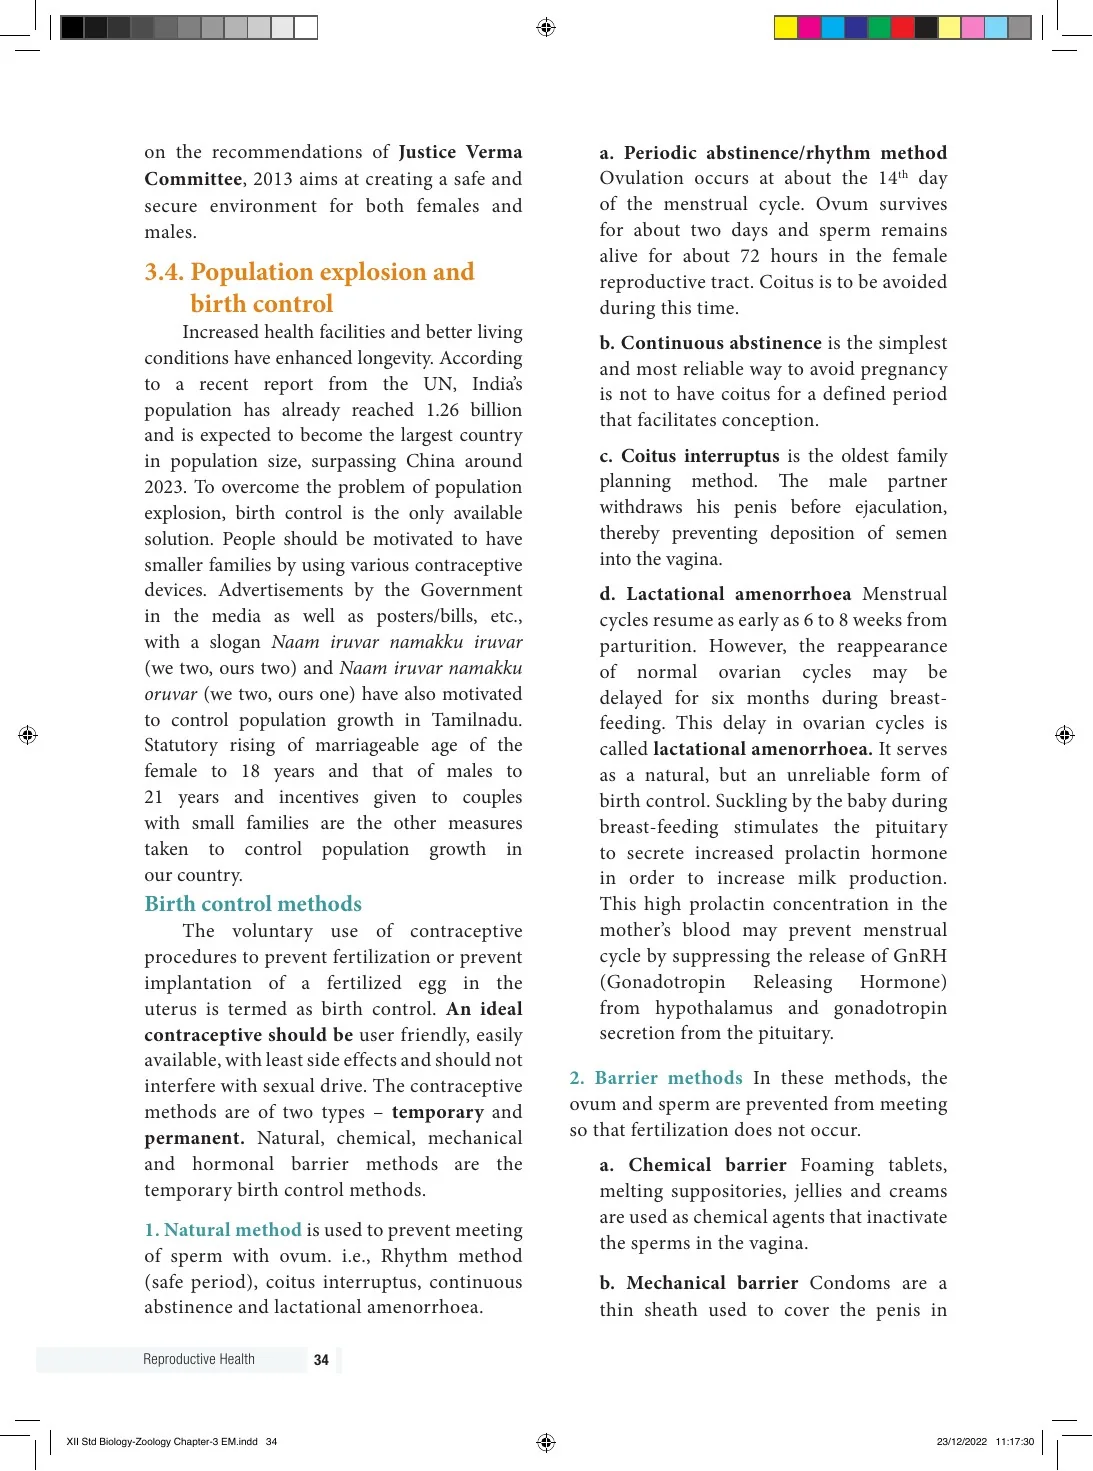 on the recommendations of Justice Verma
Committee, 2013 aims at creating a safe and
secure environment for both females and
males.
3.4. Population explosion and
birth control
Increased health facilities and better living
conditions have enhanced longevity. According
to a recent report from the UN, India’s
population has already reached 1.26 billion
and is expected to become the largest country
in population size, surpassing China around
2023. To overcome the problem of population
explosion, birth control is the only available
solution. People should be motivated to have
smaller families by using various contraceptive
devices. Advertisements by the Government
in the media as well as posters/bills, etc.,
with a slogan Naam iruvar namakku iruvar
(we two, ours two) and Naam iruvar namakku
oruvar (we two, ours one) have also motivated
to control population growth in Tamilnadu.
Statutory rising of marriageable age of the
female to 18 years and that of males to
21 years and incentives given to couples
with small families are the other measures
taken to control population growth in
our country.
Birth control methods
The voluntary use of contraceptive
procedures to prevent fertilization or prevent
implantation of a fertilized egg in the
uterus is termed as birth control. An ideal
contraceptive should be user friendly, easily
available, with least side effects and should not
interfere with sexual drive. The contraceptive
methods are of two types – temporary and
permanent. Natural, chemical, mechanical
and hormonal barrier methods are the
temporary birth control methods.
1. Natural method is used to prevent meeting
of sperm with ovum. i.e., Rhythm method
(safe period), coitus interruptus, continuous
abstinence and lactational amenorrhoea.
a. Periodic abstinence/rhythm method
Ovulation occurs at about the 14th day
of the menstrual cycle. Ovum survives
for about two days and sperm remains
alive for about 72 hours in the female
reproductive tract. Coitus is to be avoided
during this time.
b. Continuous abstinence is the simplest
and most reliable way to avoid pregnancy
is not to have coitus for a defined period
that facilitates conception.
c. Coitus interruptus is the oldest family
planning method. The male partner
withdraws his penis before ejaculation,
thereby preventing deposition of semen
into the vagina.
d. Lactational amenorrhoea Menstrual
cycles resume as early as 6 to 8 weeks from
parturition. However, the reappearance
of normal ovarian cycles may be
delayed for six months during breast-
feeding. This delay in ovarian cycles is
called lactational amenorrhoea. It serves
as a natural, but an unreliable form of
birth control. Suckling by the baby during
breast-feeding stimulates the pituitary
to secrete increased prolactin hormone
in order to increase milk production.
This high prolactin concentration in the
mother’s blood may prevent menstrual
cycle by suppressing the release of GnRH
(Gonadotropin Releasing Hormone)
from hypothalamus and gonadotropin
secretion from the pituitary.
2. Barrier methods In these methods, the
ovum and sperm are prevented from meeting
so that fertilization does not occur.
a. Chemical barrier Foaming tablets,
melting suppositories, jellies and creams
are used as chemical agents that inactivate
the sperms in the vagina.
b. Mechanical barrier Condoms are a
thin sheath used to cover the penis in
Reproductive Health 34
XII Std Biology-Zoology Chapter-3 EM.indd 34
23/12/2022 11:17:30